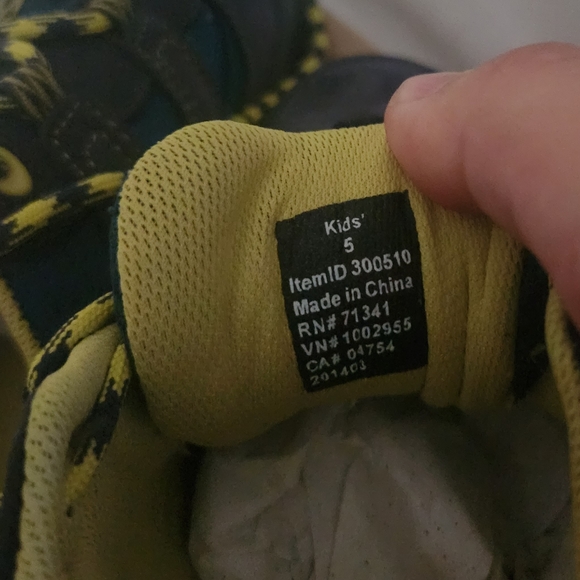 Kids'
5
ItemID 300510
Made in China
RN# 71341
VN# 1002955
CA# 04754
201403